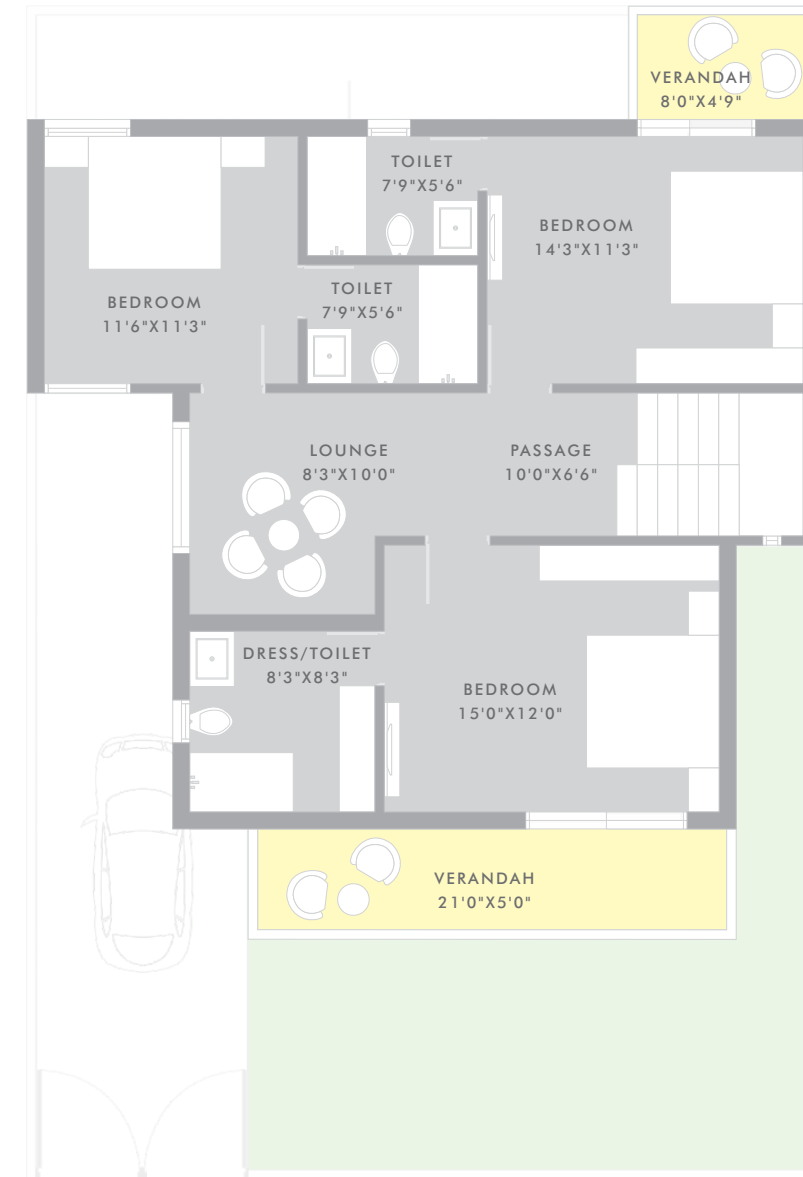 VERANDAH
8'0"X4'9"
TOILET
7'9"X5'6"
BEDROOM
14'3"X11'3"
BEDROOM
11'6"X11'3"
TOILET
7'9"X5'6"
LOUNGE
8'3"X10'0"
PASSAGE
10'0"X6'6"
DRESS/TOILET
8'3"X8'3"
BEDROOM
15'0"X12'0"
VERANDAH
21'0"X5'0"